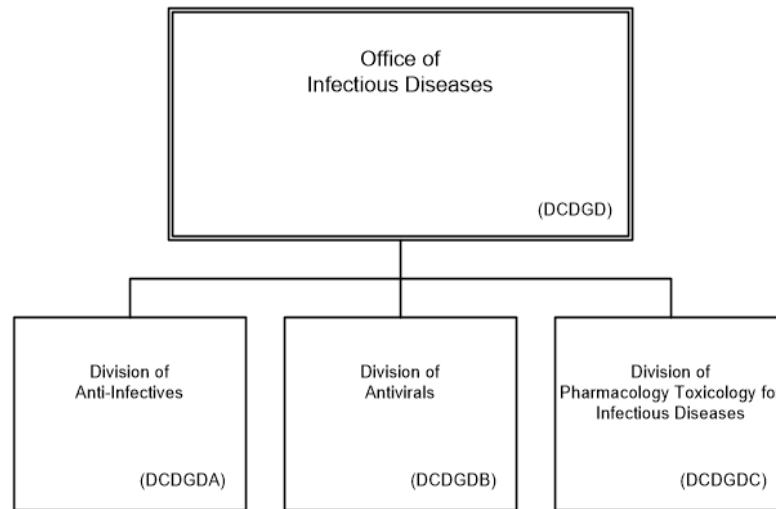 Office of
Infectious Diseases
(DCDGD)
Division of
Anti-Infectives
(DCDGDA)
Division of
Antivirals
(DCDGDB)
Division of
Pharmacology Toxicology fo
Infectious Diseases
(DCDGDC)